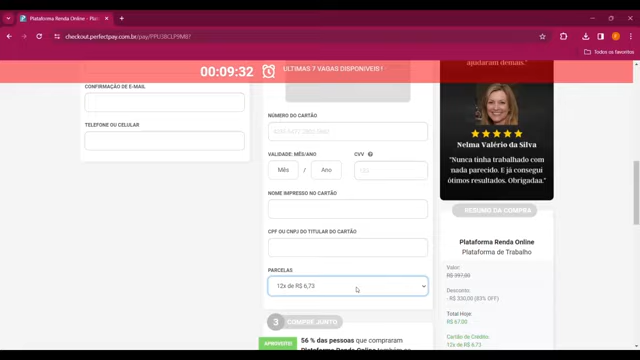 Plataforma Renda Online - Plata
checkout.perfectpay.com.br/pay/PPU38CLP9M8?
Todos os favoritos
00:09:32
ÚLTIMAS 7 VAGAS DISPONÍVEIS !
CONFIRMAÇÃO DE E-MAIL
TELEFONE OU CELULAR
NÚMERO DO CARTÃO
VALIDADE: MÊS/ANO
CVV
Mês
/
Ano
123
NOME IMPRESSO NO CARTÃO
CPF OU CNPJ DO TITULAR DO CARTÃO
PARCELAS
12x de R$ 6,73
3
COMPRE JUNTO
APROVEITE!
56 % das pessoas que compraram
Plataforma Renda Online também
ajudaram demais."
Nelma Valério da Silva
"Nunca tinha trabalhado com
nada parecido. E já consegui
ótimos resultados. Obrigadaa."
RESUMO DA COMPRA
Plataforma Renda Online
Plataforma de Trabalho
Valor:
R$ 397,00
Desconto:
- R$ 330,00 (83% OFF)
Total Hoje:
R$ 67,00
Cartão de Crédito:
12x de R$ 6,73